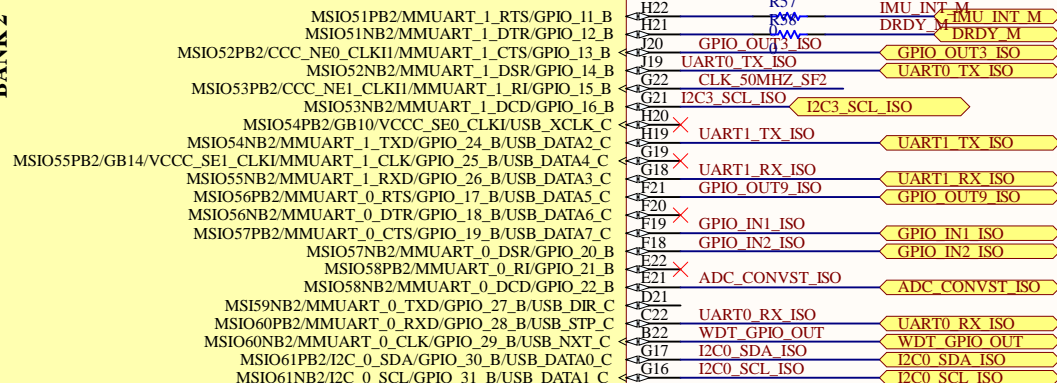 BANK 2
MSIO51PB2/MMUART_1_RTS/GPIO_11_B H22 R57 IMU_INT_M IMU_INT_M
MSIO51NB2/MMUART_1_DTR/GPIO_12_B H21 R58 0 DRDY_M DRDY_M
MSIO52PB2/CCC_NE0_CLKI1/MMUART_1_CTS/GPIO_13_B J20 GPIO_OUT3_ISO GPIO_OUT3_ISO
MSIO52NB2/MMUART_1_DSR/GPIO_14_B J19 UART0_TX_ISO UART0_TX_ISO
MSIO53PB2/CCC_NE1_CLKI1/MMUART_1_RI/GPIO_15_B G22 CLK_50MHZ_SF2
MSIO53NB2/MMUART_1_DCD/GPIO_16_B G21 I2C3_SCL_ISO I2C3_SCL_ISO
MSIO54PB2/GB10/VCCC_SE0_CLKI/USB_XCLK_C H20
MSIO54NB2/MMUART_1_TXD/GPIO_24_B/USB_DATA2_C H19 UART1_TX_ISO UART1_TX_ISO
MSIO55PB2/GB14/VCCC_SE1_CLKI/MMUART_1_CLK/GPIO_25_B/USB_DATA4_C G19
MSIO55NB2/MMUART_1_RXD/GPIO_26_B/USB_DATA3_C G18 UART1_RX_ISO UART1_RX_ISO
MSIO56PB2/MMUART_0_RTS/GPIO_17_B/USB_DATA5_C F21 GPIO_OUT9_ISO GPIO_OUT9_ISO
MSIO56NB2/MMUART_0_DTR/GPIO_18_B/USB_DATA6_C F20
MSIO57PB2/MMUART_0_CTS/GPIO_19_B/USB_DATA7_C F19 GPIO_IN1_ISO GPIO_IN1_ISO
MSIO57NB2/MMUART_0_DSR/GPIO_20_B F18 GPIO_IN2_ISO GPIO_IN2_ISO
MSIO58PB2/MMUART_0_RI/GPIO_21_B E22
MSIO58NB2/MMUART_0_DCD/GPIO_22_B E21 ADC_CONVST_ISO ADC_CONVST_ISO
MSI59NB2/MMUART_0_TXD/GPIO_27_B/USB_DIR_C D21
MSIO60PB2/MMUART_0_RXD/GPIO_28_B/USB_STP_C C22 UART0_RX_ISO UART0_RX_ISO
MSIO60NB2/MMUART_0_CLK/GPIO_29_B/USB_NXT_C B22 WDT_GPIO_OUT WDT_GPIO_OUT
MSIO61PB2/I2C_0_SDA/GPIO_30_B/USB_DATA0_C G17 I2C0_SDA_ISO I2C0_SDA_ISO
MSIO61NB2/I2C_0_SCL/GPIO_31_B/USB_DATA1_C G16 I2C0_SCL_ISO I2C0_SCL_ISO